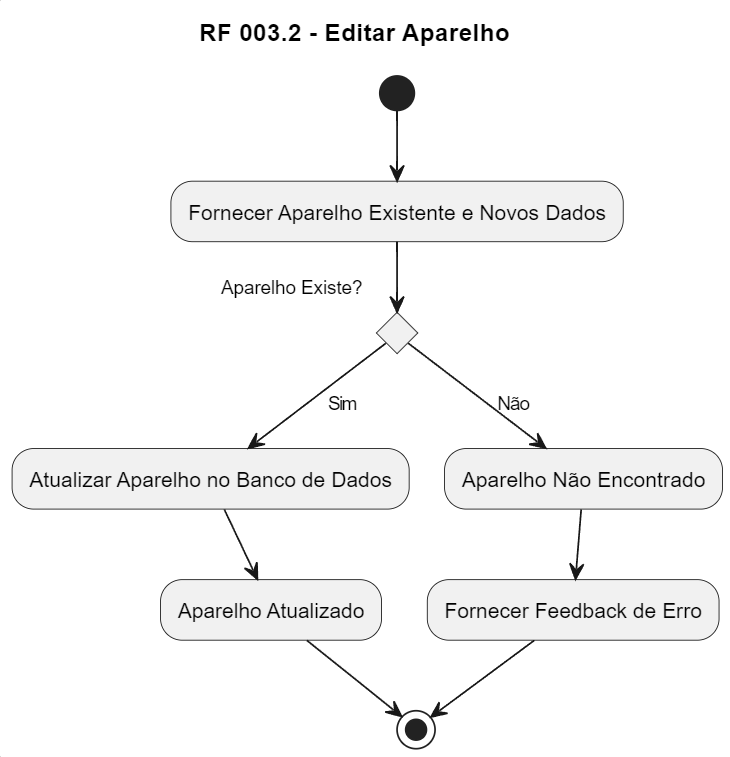 RF 003.2 - Editar Aparelho
Fornecer Aparelho Existente e Novos Dados
Aparelho Existe?
Sim
Não
Atualizar Aparelho no Banco de Dados
Aparelho Não Encontrado
Aparelho Atualizado
Fornecer Feedback de Erro